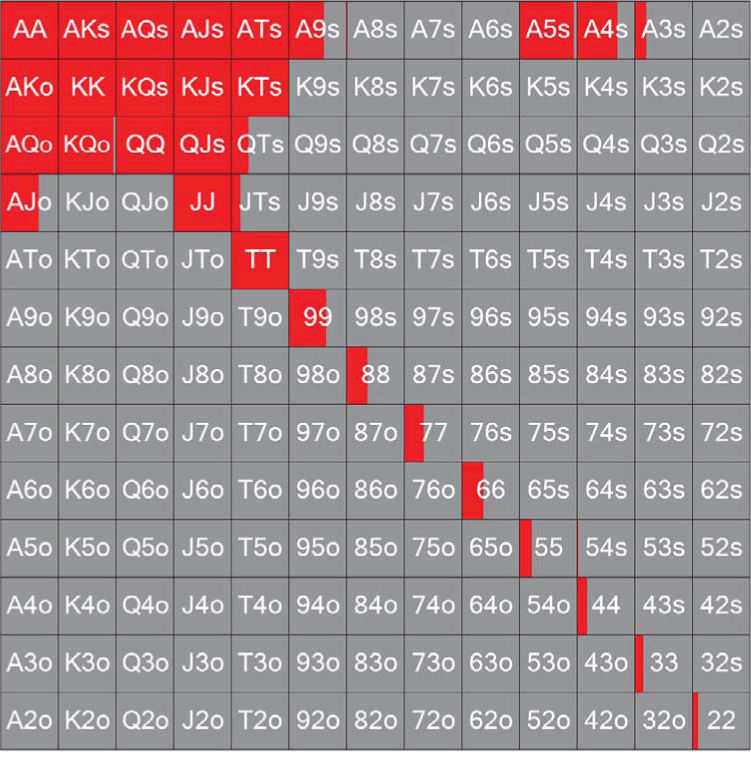 AA AKs AQs AJs ATs A9s A8s A7s A6s A5s A4s A3s A2s
AKo KK KQs KJs KTs K9s K8s K7s K6s K5s K4s K3s K2s
AQo KQo QQ QJs QTs Q9s Q8s Q7s Q6s Q5s Q4s Q3s Q2s
AJo KJo QJo JJ JTs J9s J8s J7s J6s J5s J4s J3s J2s
ATo KTo QTo JTo TT T9s T8s T7s T6s T5s T4s T3s T2s
A9o K9o Q9o J9o T9o 99 98s 97s 96s 95s 94s 93s 92s
A8o K8o Q8o J8o T8o 98o 88 87s 86s 85s 84s 83s 82s
A7o K7o Q7o J7o T7o 97o 87o 77 76s 75s 74s 73s 72s
A6o K6o Q6o J6o T6o 96o 86o 76o 66 65s 64s 63s 62s
A5o K5o Q5o J5o T5o 95o 85o 75o 65o 55 54s 53s 52s
A4o K4o Q4o J4o T4o 94o 84o 74o 64o 54o 44 43s 42s
A3o K3o Q3o J3o T3o 93o 83o 73o 63o 53o 43o 33 32s
A2o K2o Q2o J2o T2o 92o 82o 72o 62o 52o 42o 32o 22